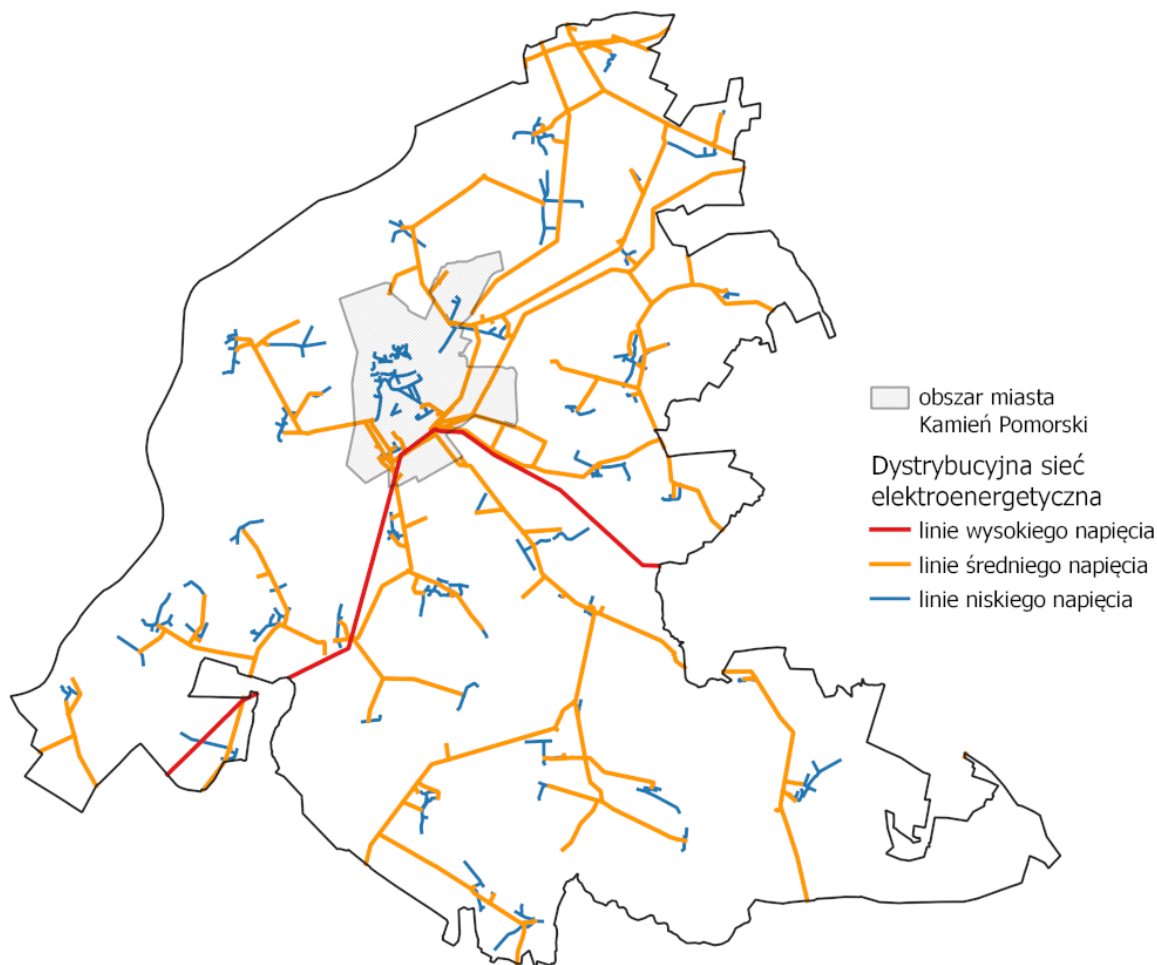 obszar miasta
Kamień Pomorski
Dystrybucyjna sieć
elektroenergetyczna
linie wysokiego napięcia
linie średniego napięcia
linie niskiego napięcia